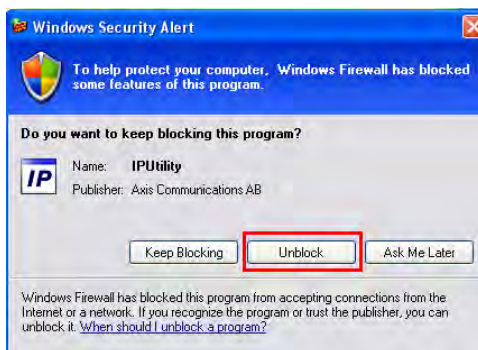 Windows Security Alert
To help protect your computer, Windows Firewall has blocked
some features of this program.
Do you want to keep blocking this program?
IP
Name: IPUtility
Publisher: Axis Communications AB
Keep Blocking Unblock Ask Me Later
Windows Firewall has blocked this program from accepting connections from the
Internet or a network. If you recognize the program or trust the publisher, you can
unblock it. When should I unblock a program?